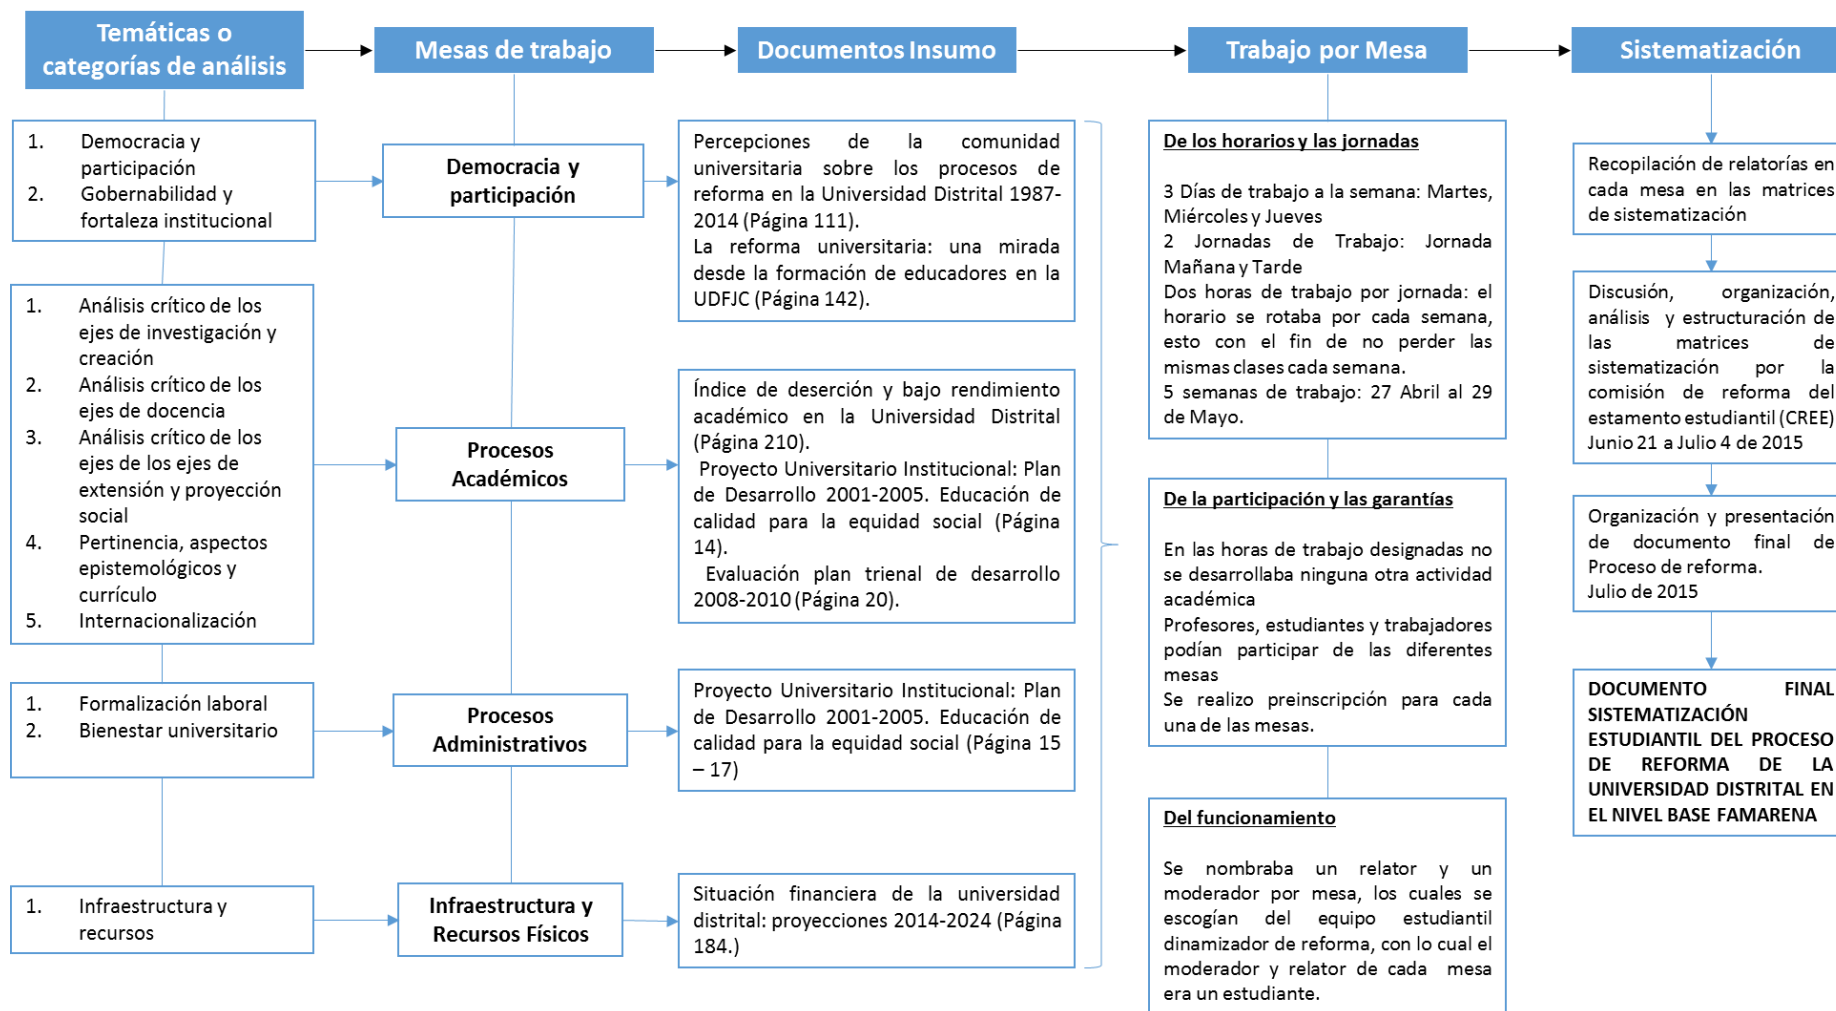 Temáticas o
categorías de análisis
Mesas de trabajo
Documentos Insumo
Trabajo por Mesa
Sistematización
1. Democracia y
participación
2. Gobernabilidad y
fortaleza institucional
Democracia y
participación
Percepciones de la comunidad
universitaria sobre los procesos de
reforma en la Universidad Distrital 1987-
2014 (Página 111).
La reforma universitaria: una mirada
desde la formación de educadores en la
UDFJC (Página 142).
1. Análisis crítico de los
ejes de investigación y
creación
2. Análisis crítico de los
ejes de docencia
3. Análisis crítico de los
ejes de los ejes de
extensión y proyección
social
4. Pertinencia, aspectos
epistemológicos y
currículo
5. Internacionalización
Procesos
Académicos
Índice de deserción y bajo rendimiento
académico en la Universidad Distrital
(Página 210).
Proyecto Universitario Institucional: Plan
de Desarrollo 2001-2005. Educación de
calidad para la equidad social (Página
14).
Evaluación plan trienal de desarrollo
2008-2010 (Página 20).
1. Formalización laboral
2. Bienestar universitario
Procesos
Administrativos
Proyecto Universitario Institucional: Plan
de Desarrollo 2001-2005. Educación de
calidad para la equidad social (Página 15
– 17)
1. Infraestructura y
recursos
Infraestructura y
Recursos Físicos
Situación financiera de la universidad
distrital: proyecciones 2014-2024 (Página
184.)
De los horarios y las jornadas
3 Días de trabajo a la semana: Martes,
Miércoles y Jueves
2 Jornadas de Trabajo: Jornada
Mañana y Tarde
Dos horas de trabajo por jornada: el
horario se rotaba por cada semana,
esto con el fin de no perder las
mismas clases cada semana.
5 semanas de trabajo: 27 Abril al 29
de Mayo.
De la participación y las garantías
En las horas de trabajo designadas no
se desarrollaba ninguna otra actividad
académica
Profesores, estudiantes y trabajadores
podían participar de las diferentes
mesas
Se realizo preinscripción para cada
una de las mesas.
Del funcionamiento
Se nombraba un relator y un
moderador por mesa, los cuales se
escogían del equipo estudiantil
dinamizador de reforma, con lo cual el
moderador y relator de cada mesa
era un estudiante.
Recopilación de relatorías en
cada mesa en las matrices
de sistematización
Discusión, organización,
análisis y estructuración de
las matrices de
sistematización por la
comisión de reforma del
estamento estudiantil (CREE)
Junio 21 a Julio 4 de 2015
Organización y presentación
de documento final de
Proceso de reforma.
Julio de 2015
DOCUMENTO FINAL
SISTEMATIZACIÓN
ESTUDIANTIL DEL PROCESO
DE REFORMA DE LA
UNIVERSIDAD DISTRITAL EN
EL NIVEL BASE FAMARENA